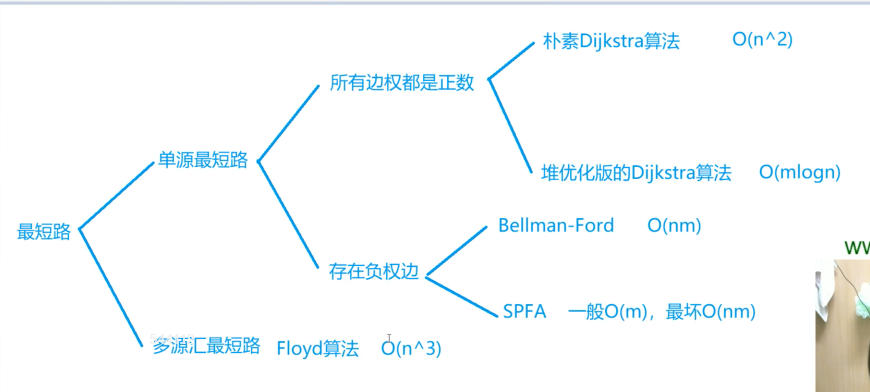 朴素Dijkstra算法 O(n^2)
所有边权都是正数
单源最短路
堆优化版的Dijkstra算法 O(mlogn)
最短路
Bellman-Ford O(nm)
存在负权边
SPFA 一般O(m)，最坏O(nm)
多源汇最短路 Floyd算法 O(n^3)